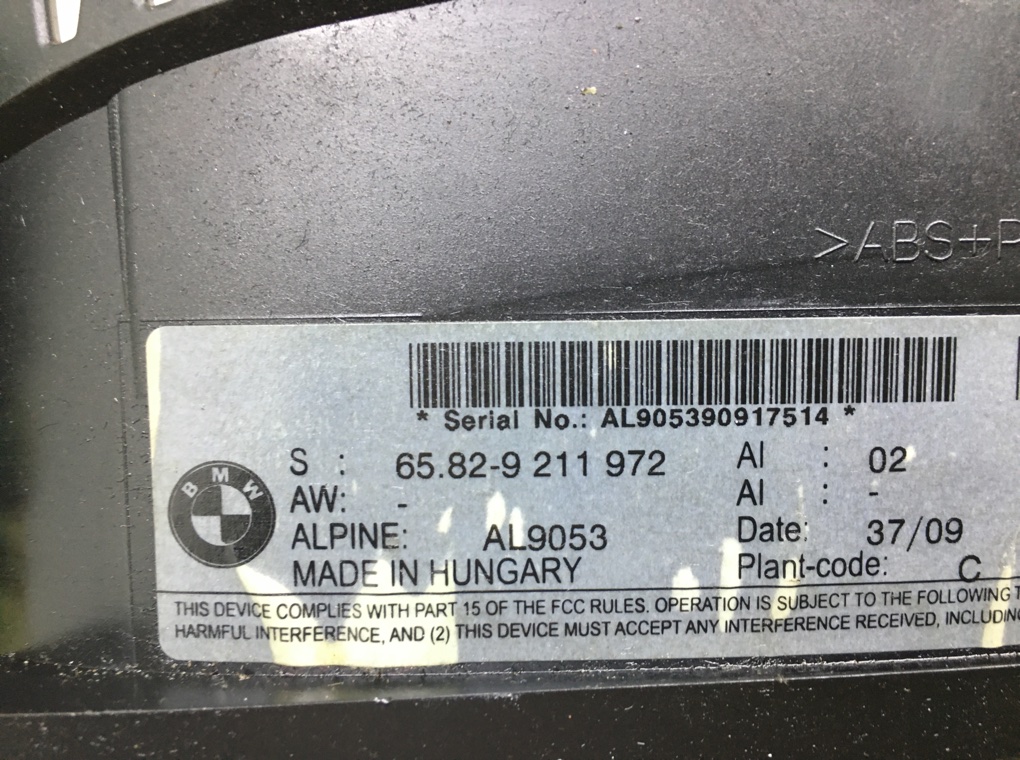 >ABS+P
* Serial No.: AL905390917514 *
S : 65.82-9 211 972 AI : 02
AW: - AI : -
BMW
ALPINE: AL9053 Date: 37/09
MADE IN HUNGARY Plant-code: C
THIS DEVICE COMPLIES WITH PART 15 OF THE FCC RULES. OPERATION IS SUBJECT TO THE FOLLOWING T
HARMFUL INTERFERENCE, AND (2) THIS DEVICE MUST ACCEPT ANY INTERFERENCE RECEIVED, INCLUDING